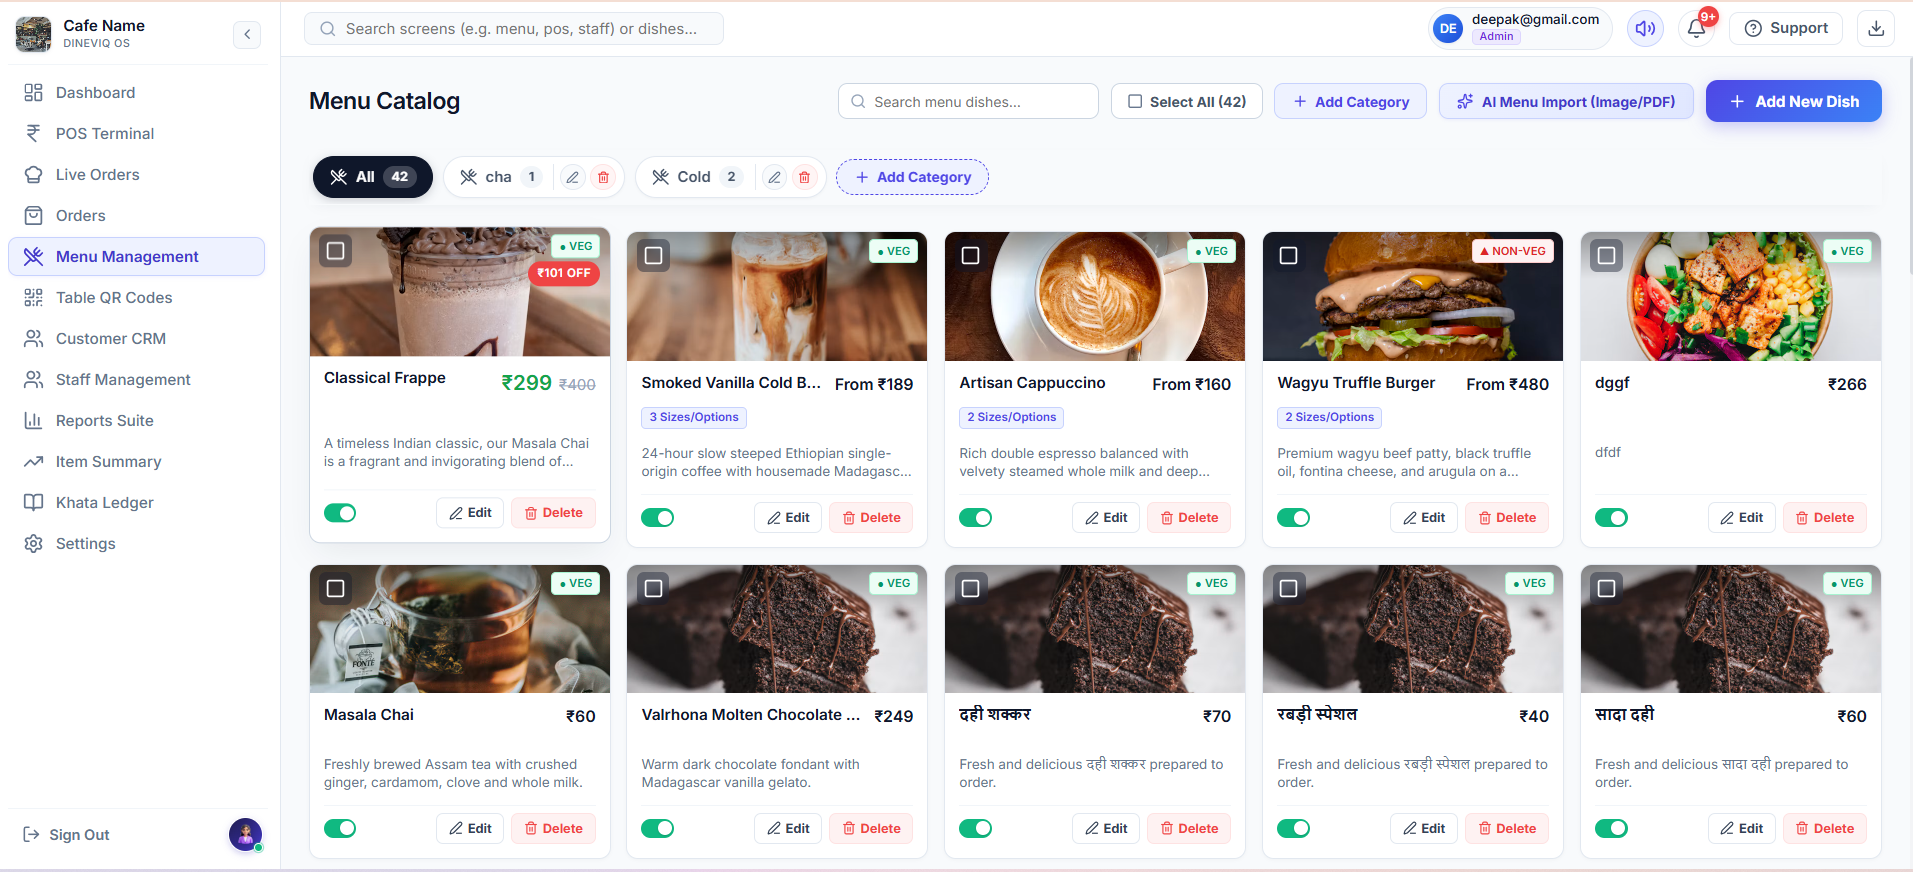 Cafe Name
DINEVIQ OS
Dashboard
POS Terminal
Live Orders
Orders
Menu Management
Table QR Codes
Customer CRM
Staff Management
Reports Suite
Item Summary
Khata Ledger
Settings
Sign Out
Search screens (e.g. menu, pos, staff) or dishes...
DE
deepak@gmail.com
Admin
9+
Support
Menu Catalog
Search menu dishes...
Select All (42)
+ Add Category
AI Menu Import (Image/PDF)
+ Add New Dish
All 42
cha 1
Cold 2
+ Add Category
● VEG
₹101 OFF
Classical Frappe ₹299 ₹400
A timeless Indian classic, our Masala Chai
is a fragrant and invigorating blend of...
Edit Delete
● VEG
Smoked Vanilla Cold B... From ₹189
3 Sizes/Options
24-hour slow steeped Ethiopian single-
origin coffee with housemade Madagasc...
Edit Delete
● VEG
Artisan Cappuccino From ₹160
2 Sizes/Options
Rich double espresso balanced with
velvety steamed whole milk and deep...
Edit Delete
▲ NON-VEG
Wagyu Truffle Burger From ₹480
2 Sizes/Options
Premium wagyu beef patty, black truffle
oil, fontina cheese, and arugula on a...
Edit Delete
● VEG
dggf ₹266
dfdf
Edit Delete
● VEG
FONTÉ
Masala Chai ₹60
Freshly brewed Assam tea with crushed
ginger, cardamom, clove and whole milk.
Edit Delete
● VEG
Valrhona Molten Chocolate ... ₹249
Warm dark chocolate fondant with
Madagascar vanilla gelato.
Edit Delete
● VEG
दही शक्कर ₹70
Fresh and delicious दही शक्कर prepared to
order.
Edit Delete
● VEG
रबड़ी स्पेशल ₹40
Fresh and delicious रबड़ी स्पेशल prepared to
order.
Edit Delete
● VEG
सादा दही ₹60
Fresh and delicious सादा दही prepared to
order.
Edit Delete